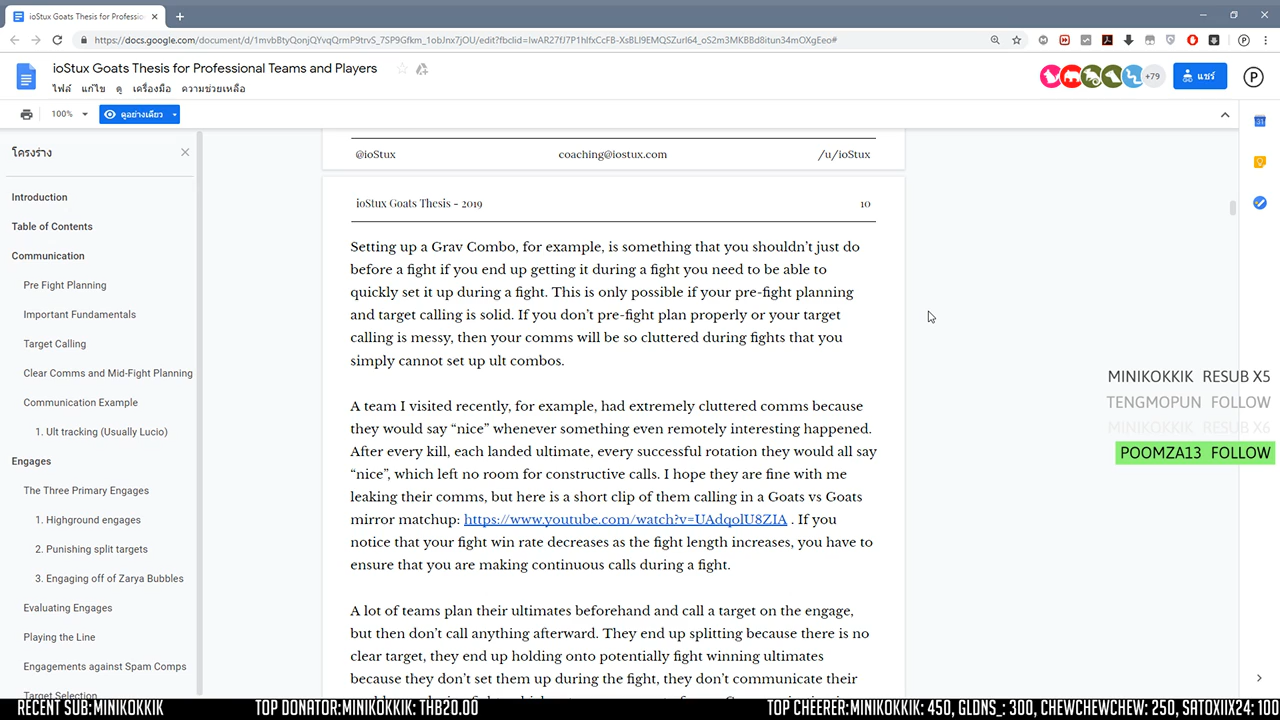 ioStux Goats Thesis for Professio
https://docs.google.com/document/d/1mvbBtyQonjQYvqQrmP9trvS_7SP9Gfkm_1obJnx7jOU/edit?fbclid=IwAR27fJ7P1hIfxCcFB-XsBLI9EMQSZurl64_oS2m3MKBBd8itun34mOXgEeo#
ioStux Goats Thesis for Professional Teams and Players
ไฟล์ แก้ไข ดู เครื่องมือ ความช่วยเหลือ
+79
แชร์
P
100%
ดูอย่างเดียว
โครงร่าง
Introduction
Table of Contents
Communication
Pre Fight Planning
Important Fundamentals
Target Calling
Clear Comms and Mid-Fight Planning
Communication Example
1. Ult tracking (Usually Lucio)
Engages
The Three Primary Engages
1. Highground engages
2. Punishing split targets
3. Engaging off of Zarya Bubbles
Evaluating Engages
Playing the Line
Engagements against Spam Comps
Target Selection
@ioStux coaching@iostux.com /u/ioStux
ioStux Goats Thesis - 2019 10
Setting up a Grav Combo, for example, is something that you shouldn't just do
before a fight if you end up getting it during a fight you need to be able to
quickly set it up during a fight. This is only possible if your pre-fight planning
and target calling is solid. If you don't pre-fight plan properly or your target
calling is messy, then your comms will be so cluttered during fights that you
simply cannot set up ult combos.
A team I visited recently, for example, had extremely cluttered comms because
they would say “nice” whenever something even remotely interesting happened.
After every kill, each landed ultimate, every successful rotation they would all say
“nice”, which left no room for constructive calls. I hope they are fine with me
leaking their comms, but here is a short clip of them calling in a Goats vs Goats
mirror matchup: https://www.youtube.com/watch?v=UAdqolU8ZIA . If you
notice that your fight win rate decreases as the fight length increases, you have to
ensure that you are making continuous calls during a fight.
A lot of teams plan their ultimates beforehand and call a target on the engage,
but then don't call anything afterward. They end up splitting because there is no
clear target, they end up holding onto potentially fight winning ultimates
because they don't set them up during the fight, they don't communicate their
MINIKOKKIK RESUB X5
TENGMOPUN FOLLOW
MINIKOKKIK RESUB X6
POOMZA13 FOLLOW
RECENT SUB:MINIKOKKIK TOP DONATOR:MINIKOKKIK: THB20.00 TOP CHEERER:MINIKOKKIK: 450, GLDNS_: 300, CHEWCHEWCHEW: 250, SATOXIIX24: 100